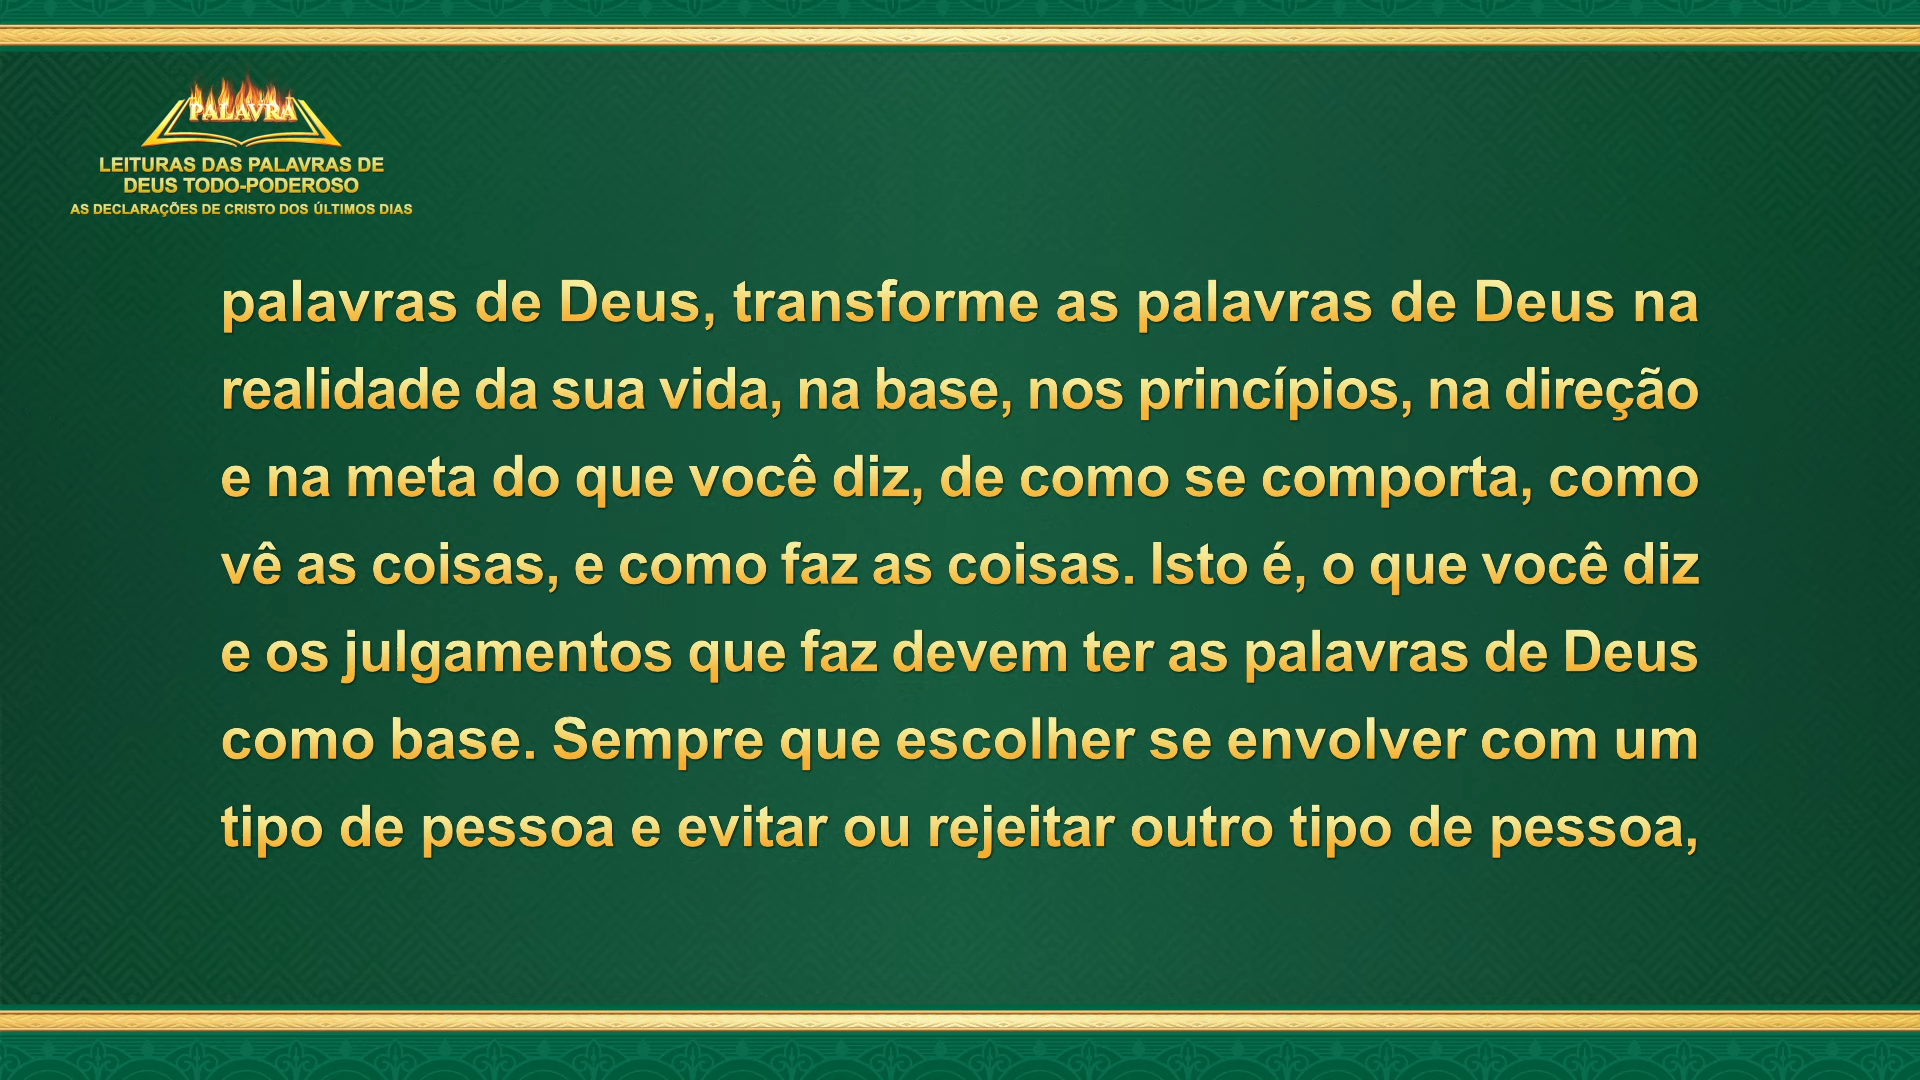 PALAVRA
LEITURAS DAS PALAVRAS DE
DEUS TODO-PODEROSO
AS DECLARAÇÕES DE CRISTO DOS ÚLTIMOS DIAS
palavras de Deus, transforme as palavras de Deus na
realidade da sua vida, na base, nos princípios, na direção
e na meta do que você diz, de como se comporta, como
vê as coisas, e como faz as coisas. Isto é, o que você diz
e os julgamentos que faz devem ter as palavras de Deus
como base. Sempre que escolher se envolver com um
tipo de pessoa e evitar ou rejeitar outro tipo de pessoa,